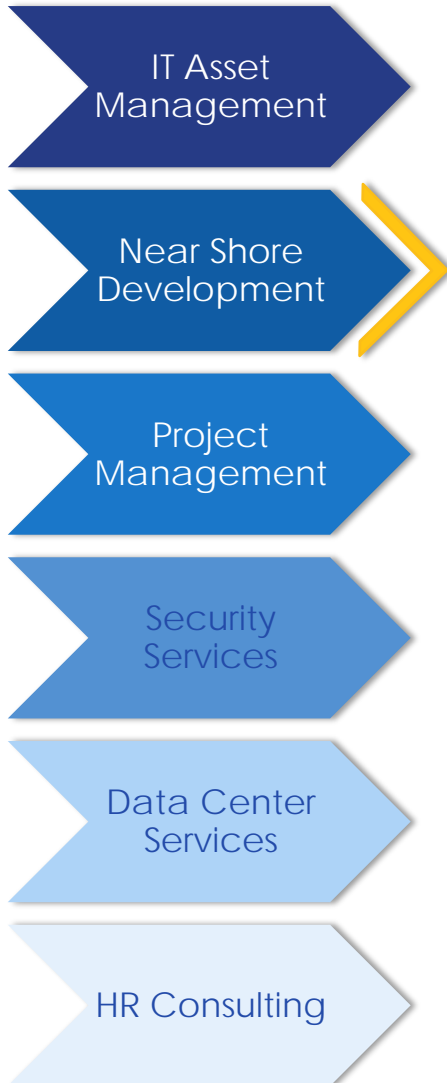 IT Asset
Management
Near Shore
Development
Project
Management
Security
Services
Data Center
Services
HR Consulting